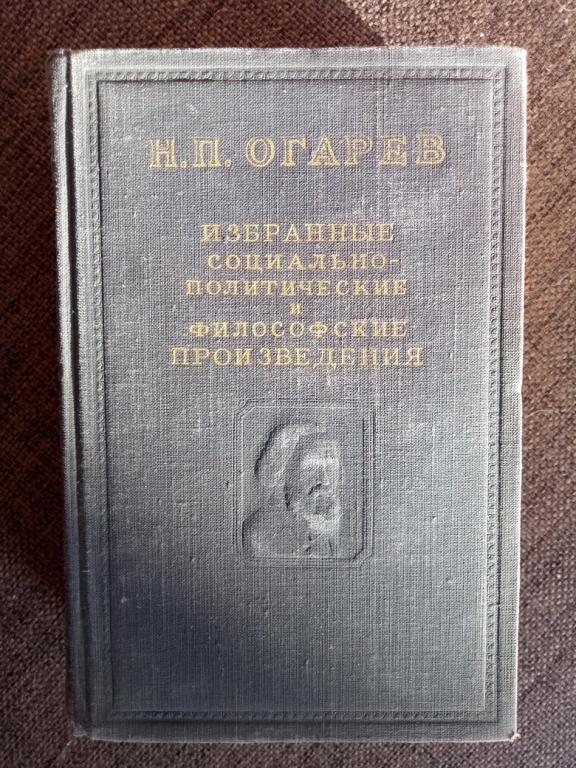 Н.П. ОГАРЕВ
ИЗБРАННЫЕ
СОЦИАЛЬНО-
ПОЛИТИЧЕСКИЕ
и
ФИЛОСОФСКИЕ
ПРОИЗВЕДЕНИЯ